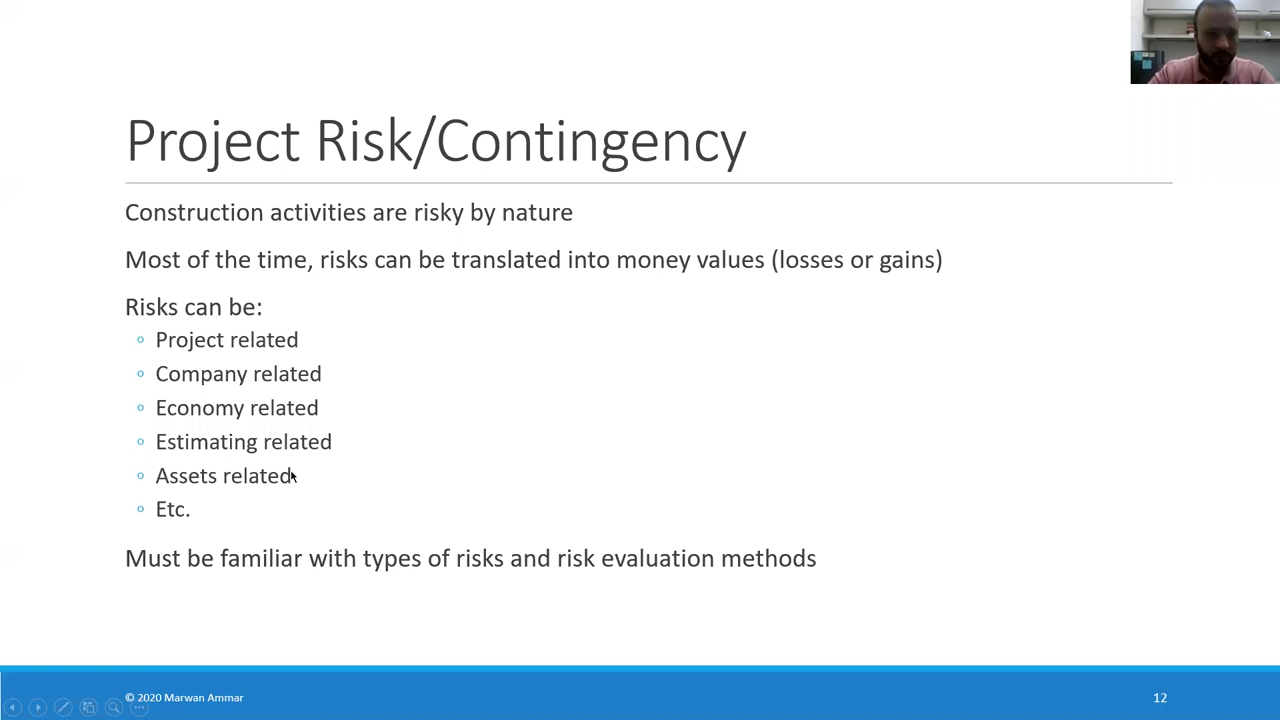 Project Risk/Contingency
Construction activities are risky by nature
Most of the time, risks can be translated into money values (losses or gains)
Risks can be:
Project related
Company related
Economy related
Estimating related
Assets related
Etc.
Must be familiar with types of risks and risk evaluation methods
© 2020 Marwan Ammar
12